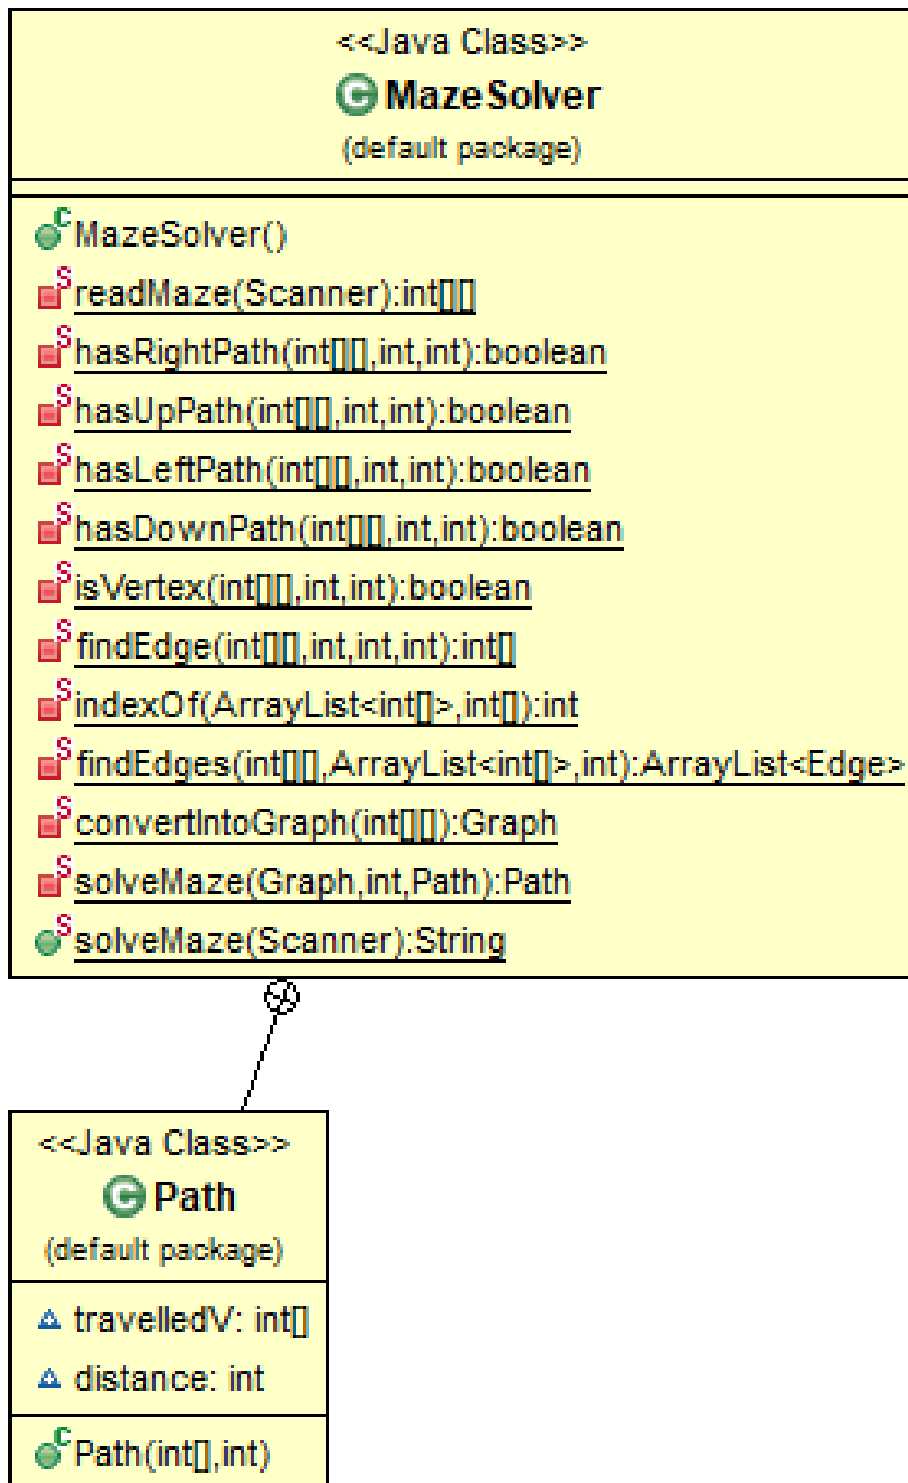 <<Java Class>>
MazeSolver
(default package)
MazeSolver()
readMaze(Scanner):int[][]
hasRightPath(int[][],int,int):boolean
hasUpPath(int[][],int,int):boolean
hasLeftPath(int[][],int,int):boolean
hasDownPath(int[][],int,int):boolean
isVertex(int[][],int,int):boolean
findEdge(int[][],int,int,int):int[]
indexOf(ArrayList<int[]>,int[]):int
findEdges(int[][],ArrayList<int[]>,int):ArrayList<Edge>
convertIntoGraph(int[][]):Graph
solveMaze(Graph,int,Path):Path
solveMaze(Scanner):String
<<Java Class>>
Path
(default package)
travelledV: int[]
distance: int
Path(int[],int)